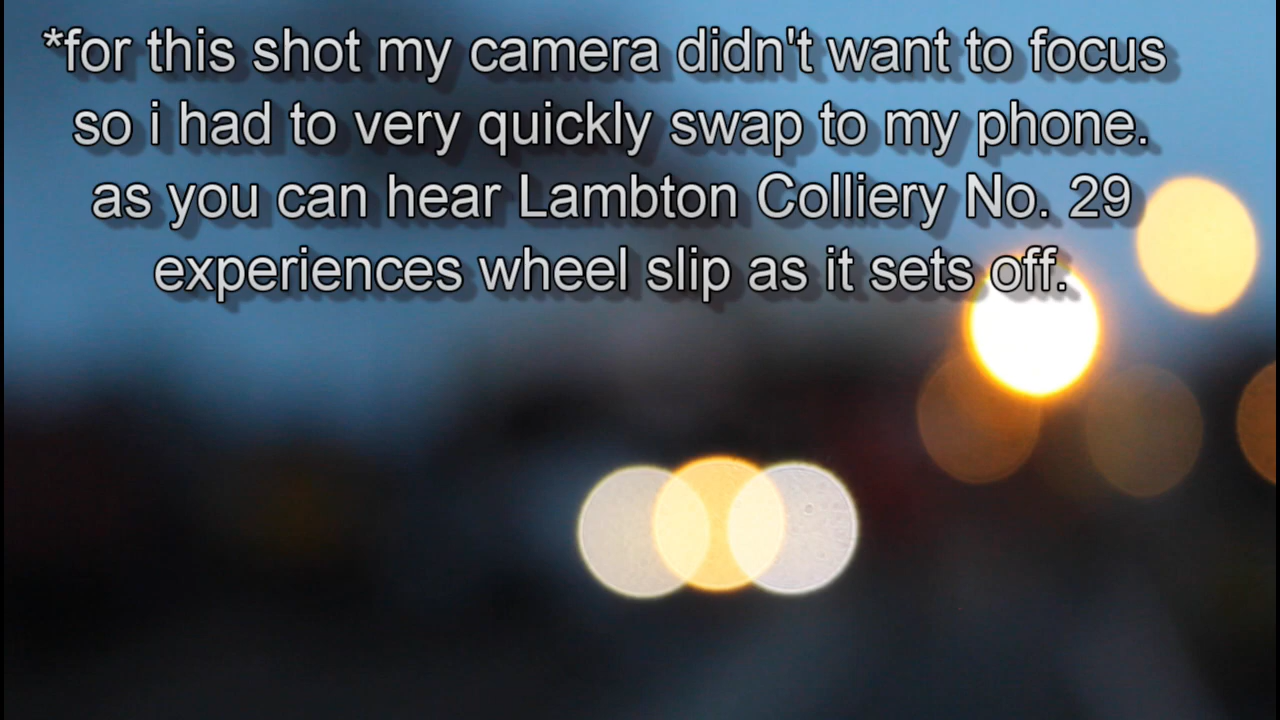 *for this shot my camera didn't want to focus
so i had to very quickly swap to my phone.
as you can hear Lambton Colliery No. 29
experiences wheel slip as it sets off.